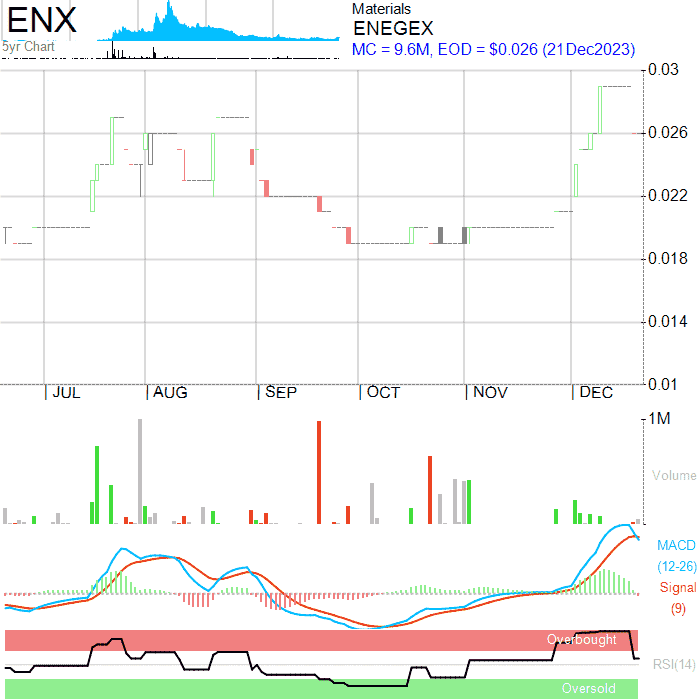 ENX
5yr Chart
Materials
ENEGEX
MC = 9.6M, EOD = $0.026 (21Dec2023)
0.03
0.026
0.022
0.018
0.014
0.01
JUL AUG SEP OCT NOV DEC
1M
Volume
MACD
(12-26)
Signal
(9)
Overbought
RSI(14)
Oversold